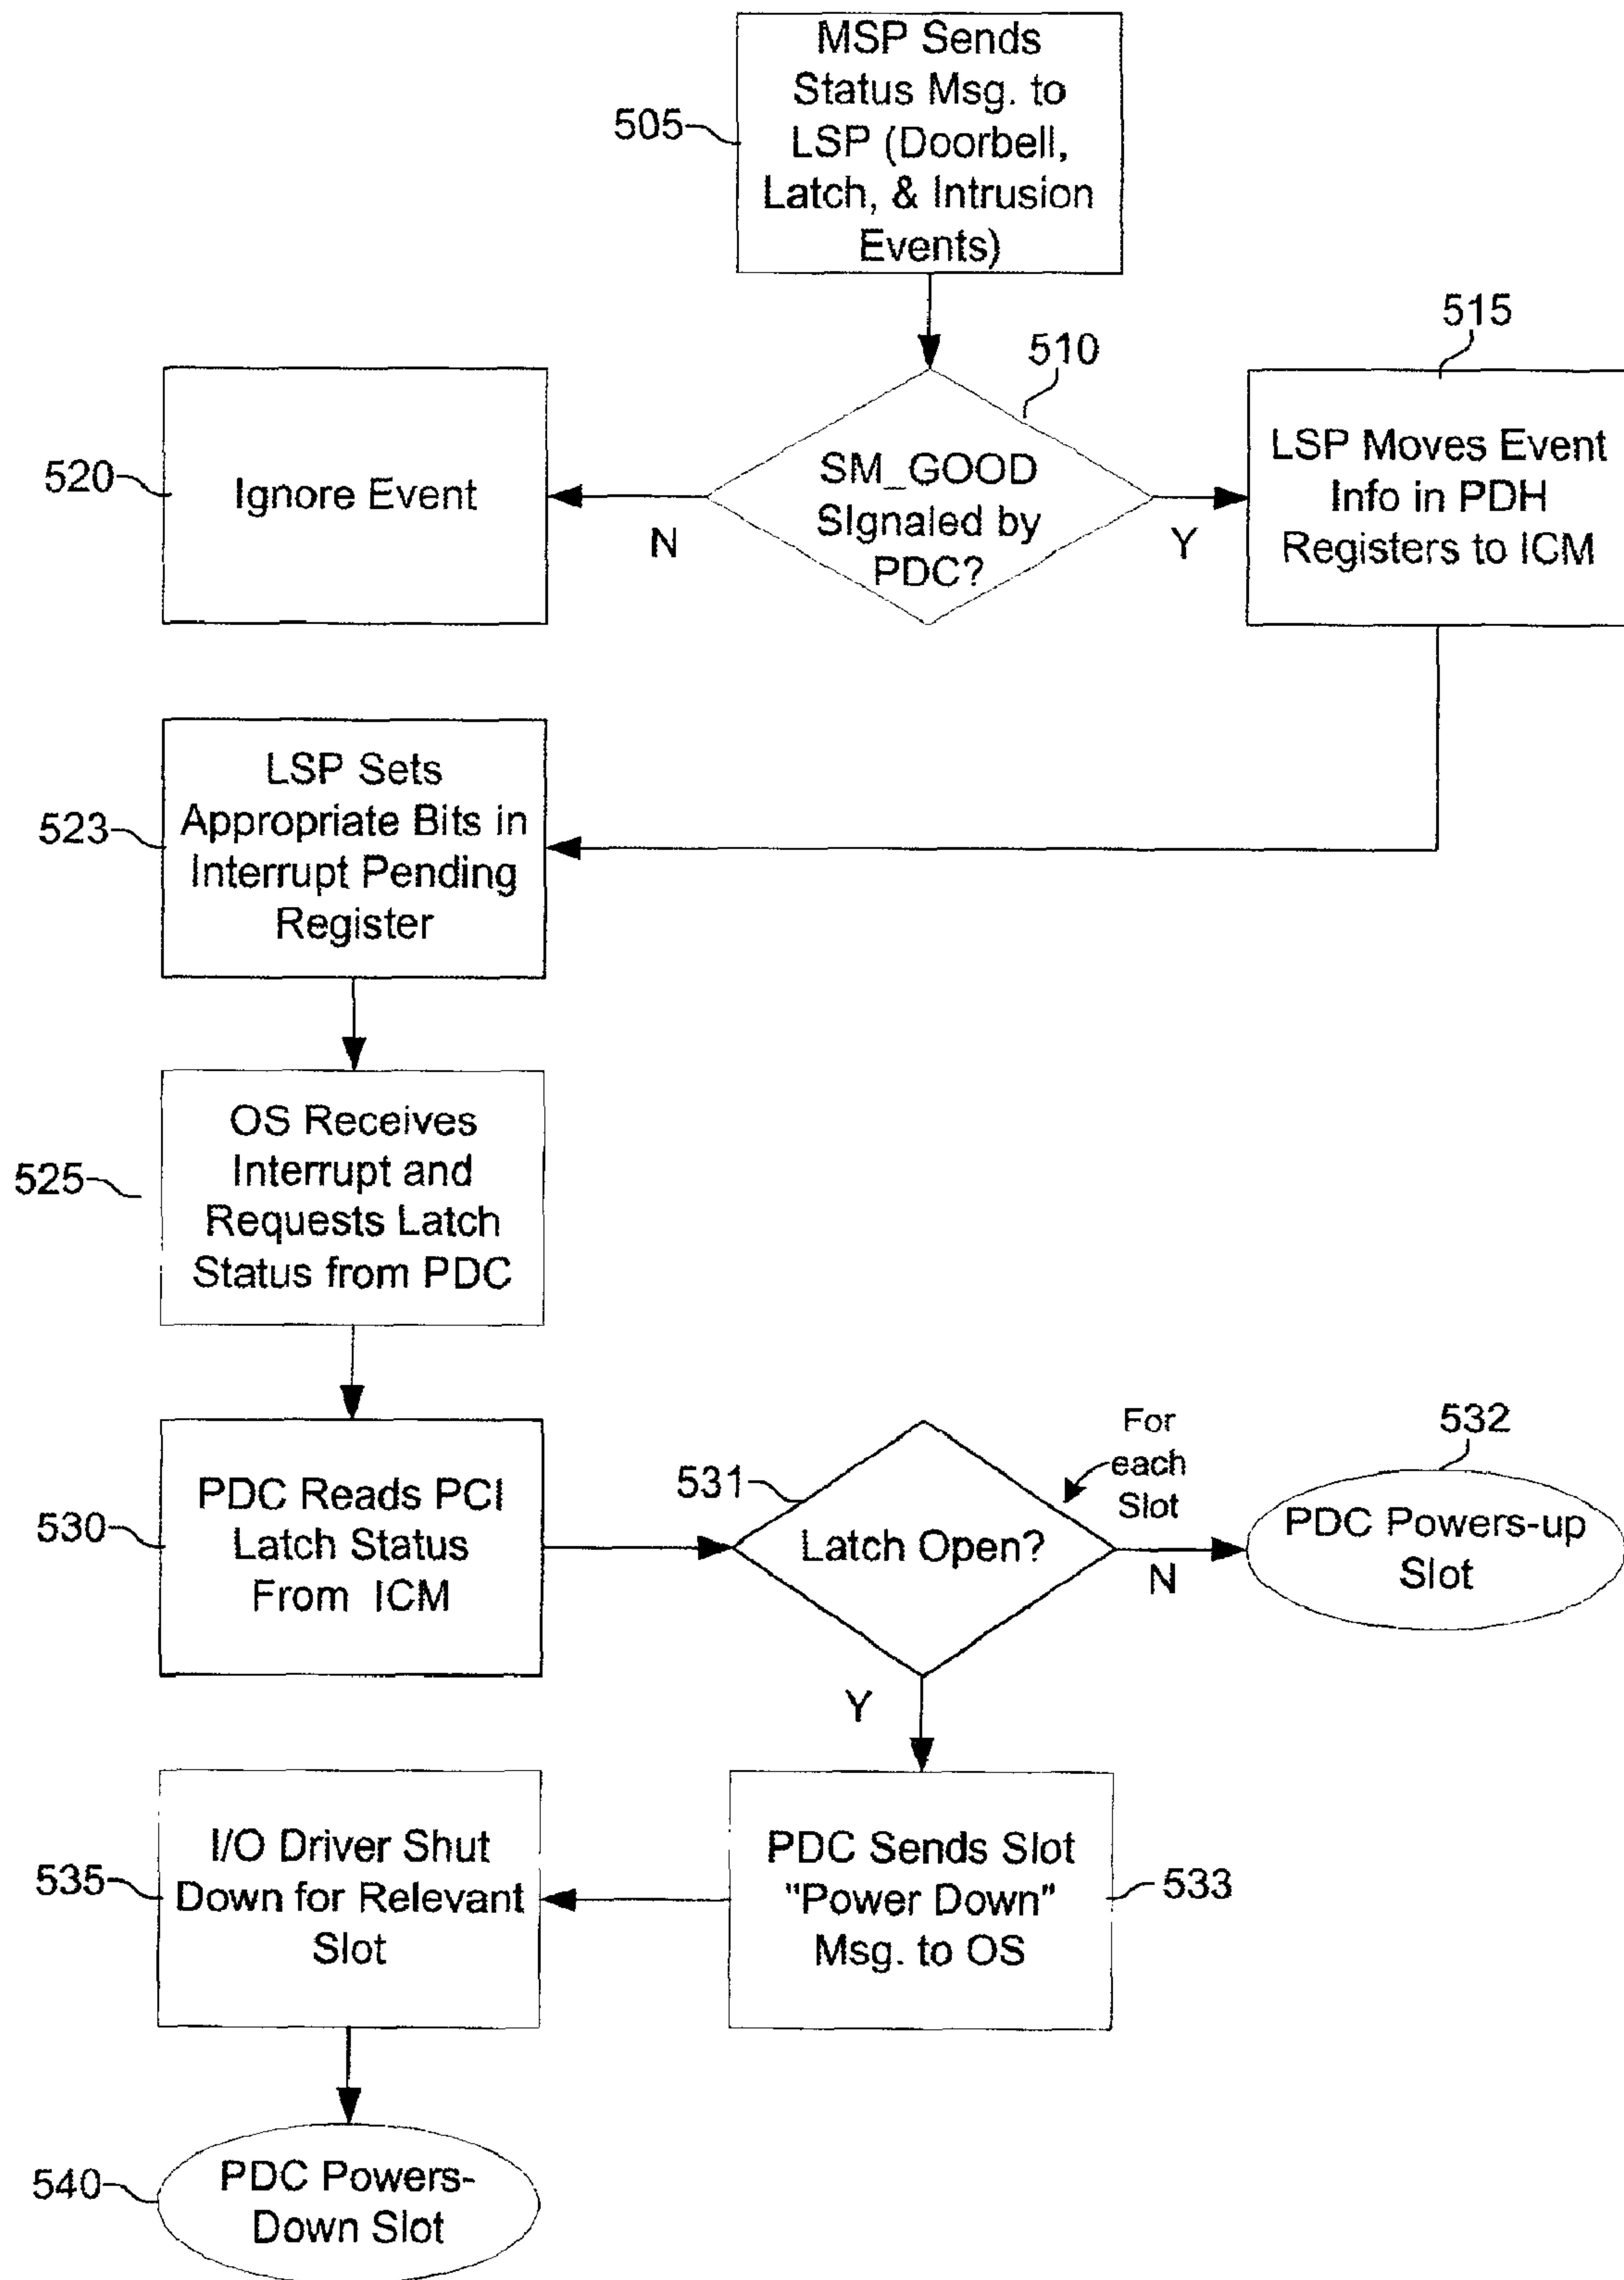 MSP Sends
Status Msg. to
LSP (Doorbell,
Latch, & Intrusion
Events)
505
510
515
SM_GOOD
SIgnaled by
PDC?
N
Y
520
Ignore Event
LSP Moves Event
Info in PDH
Registers to ICM
523
LSP Sets
Appropriate Bits in
Interrupt Pending
Register
525
OS Receives
Interrupt and
Requests Latch
Status from PDC
530
PDC Reads PCI
Latch Status
From ICM
531
Latch Open?
For
each
Slot
N
Y
532
PDC Powers-up
Slot
533
PDC Sends Slot
"Power Down"
Msg. to OS
535
I/O Driver Shut
Down for Relevant
Slot
540
PDC Powers-
Down Slot